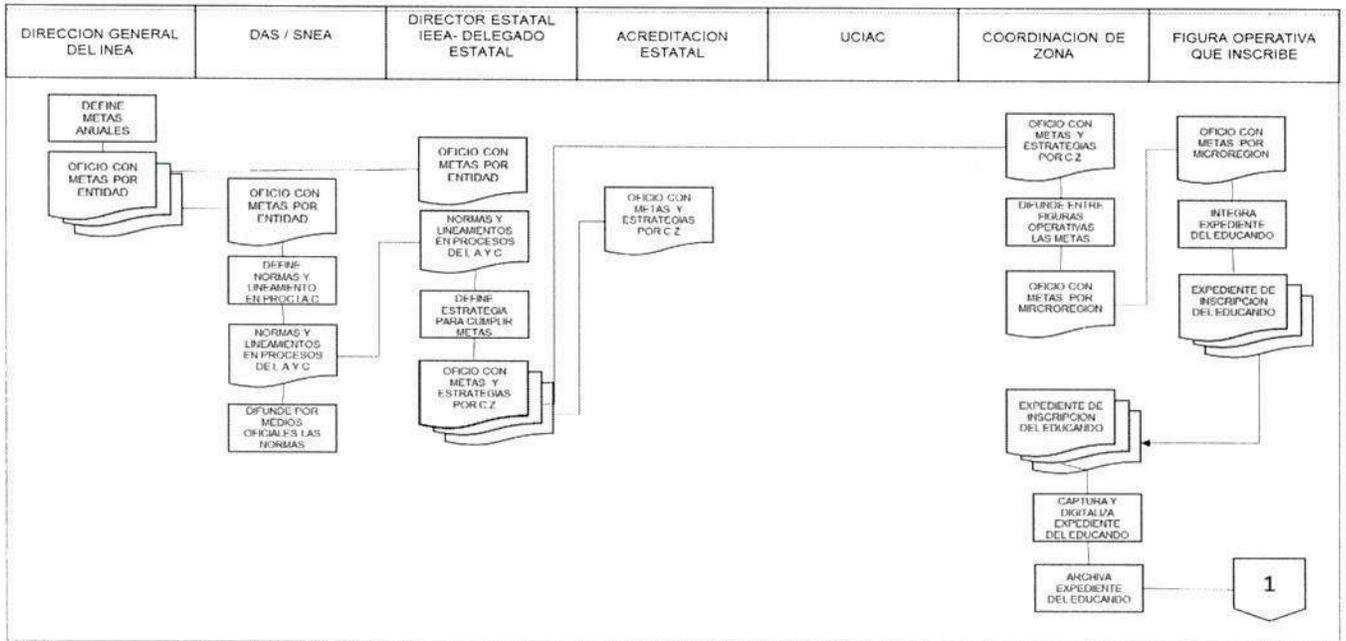 DIRECCION GENERAL
DEL INEA
DAS / SNEA
DIRECTOR ESTATAL
IEEA- DELEGADO
ESTATAL
ACREDITACION
ESTATAL
UCIAC
COORDINACION DE
ZONA
FIGURA OPERATIVA
QUE INSCRIBE
DEFINE
METAS
ANUALES
OFICIO CON
METAS POR
ENTIDAD
OFICIO CON
METAS POR
ENTIDAD
DEFINE
NORMAS Y
LINEAMIENTO
EN PROC I.A.C
NORMAS Y
LINEAMIENTOS
EN PROCESOS
DE I, A Y C
DIFUNDE POR
MEDIOS
OFICIALES LAS
NORMAS
OFICIO CON
METAS POR
ENTIDAD
NORMAS Y
LINEAMIENTOS
EN PROCESOS
DE I, A Y C
DEFINE
ESTRATEGIA
PARA CUMPLIR
METAS
OFICIO CON
METAS Y
ESTRATEGIAS
POR C Z
OFICIO CON
METAS Y
ESTRATEGIAS
POR C Z
OFICIO CON
METAS Y
ESTRATEGIAS
POR C Z
DIFUNDE ENTRE
FIGURAS
OPERATIVAS
LAS METAS
OFICIO CON
METAS POR
MIRCROREGION
EXPEDIENTE DE
INSCRIPCION
DEL EDUCANDO
CAPTURA Y
DIGITALIZA
EXPEDIENTE
DEL EDUCANDO
ARCHIVA
EXPEDIENTE
DEL EDUCANDO
OFICIO CON
METAS POR
MICROREGION
INTEGRA
EXPEDIENTE
DEL EDUCANDO
EXPEDIENTE DE
INSCRIPCION
DEL EDUCANDO
1